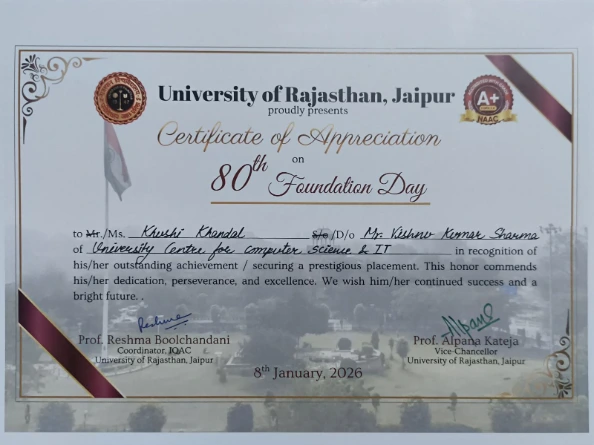 University of Rajasthan, Jaipur
proudly presents
Certificate of Appreciation
on
80th Foundation Day
A+
NAAC
to Mr./Ms. Khushi Khandal S/o /D/o Mr. Vishnu Kumar Sharma
of University Centre for computer science & IT in recognition of
his/her outstanding achievement / securing a prestigious placement. This honor commends
his/her dedication, perseverance, and excellence. We wish him/her continued success and a
bright future. .
Reshma
Alpana
Prof. Reshma Boolchandani
Coordinator, IQAC
University of Rajasthan, Jaipur
Prof. Alpana Kateja
Vice-Chancellor
University of Rajasthan, Jaipur
8th January, 2026